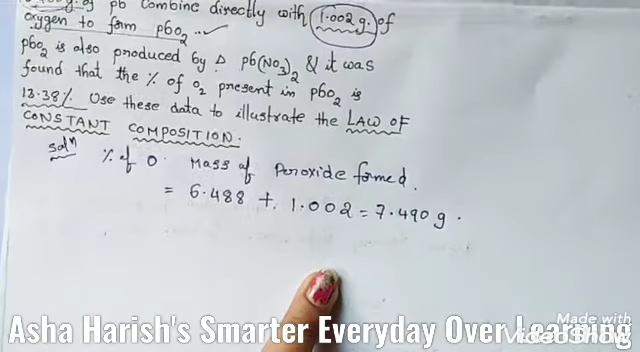 g. of Pb combine directly with 1.002 g. of
oxygen to form pbo₂
pbo₂ is also produced by △ pb(NO₃)₂ & it was
found that the % of O₂ present in pbo₂ is
13.38% Use these data to illustrate the LAW OF
CONSTANT COMPOSITION.
Solⁿ % of O. Mass of Peroxide formed.
= 6.488 + 1.002 = 7.490 g.
Made with
VideoShow
Asha Harish's Smarter Everyday Over Learning